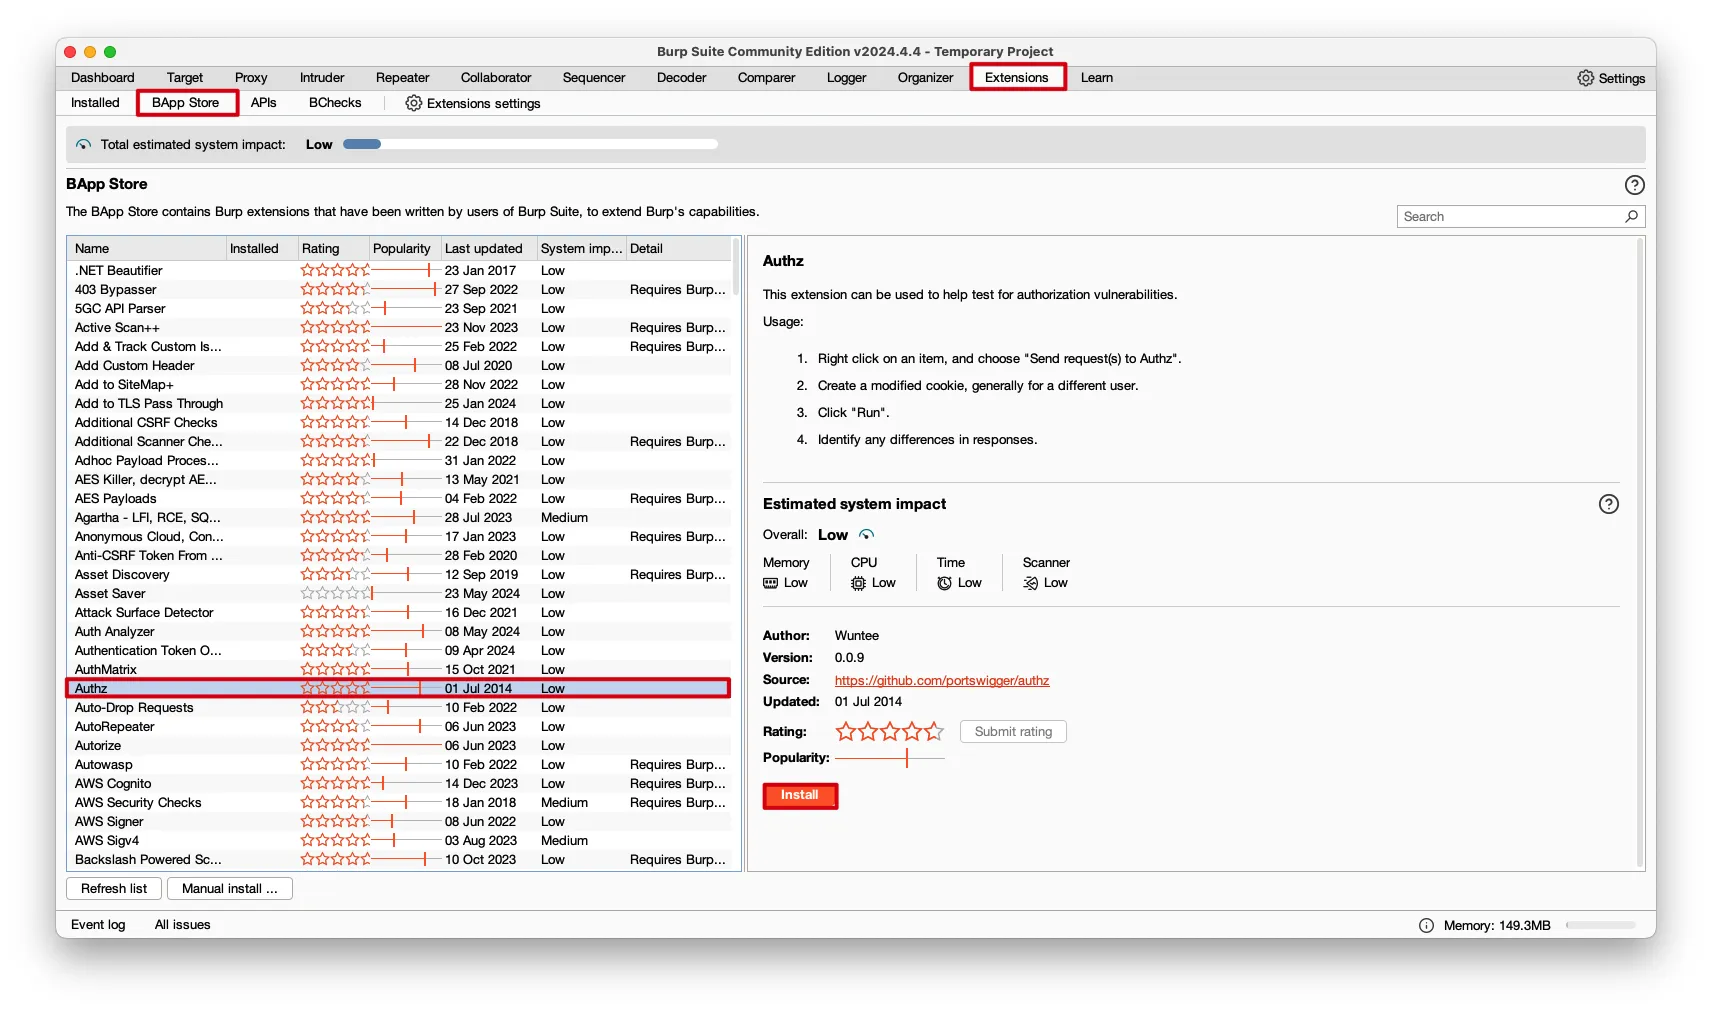 Burp Suite Community Edition v2024.4.4 - Temporary Project
Dashboard Target Proxy Intruder Repeater Collaborator Sequencer Decoder Comparer Logger Organizer Extensions Learn Settings
Installed BApp Store APIs BChecks Extensions settings
Total estimated system impact: Low
BApp Store
The BApp Store contains Burp extensions that have been written by users of Burp Suite, to extend Burp's capabilities.
Search
Name Installed Rating Popularity Last updated System imp... Detail
.NET Beautifier 23 Jan 2017 Low
403 Bypasser 27 Sep 2022 Low Requires Burp...
5GC API Parser 23 Sep 2021 Low
Active Scan++ 23 Nov 2023 Low Requires Burp...
Add & Track Custom Is... 25 Feb 2022 Low Requires Burp...
Add Custom Header 08 Jul 2020 Low
Add to SiteMap+ 28 Nov 2022 Low
Add to TLS Pass Through 25 Jan 2024 Low
Additional CSRF Checks 14 Dec 2018 Low
Additional Scanner Che... 22 Dec 2018 Low Requires Burp...
Adhoc Payload Proces... 31 Jan 2022 Low
AES Killer, decrypt AE... 13 May 2021 Low
AES Payloads 04 Feb 2022 Low Requires Burp...
Agartha - LFI, RCE, SQ... 28 Jul 2023 Medium
Anonymous Cloud, Con... 17 Jan 2023 Low Requires Burp...
Anti-CSRF Token From ... 28 Feb 2020 Low
Asset Discovery 12 Sep 2019 Low Requires Burp...
Asset Saver 23 May 2024 Low
Attack Surface Detector 16 Dec 2021 Low
Auth Analyzer 08 May 2024 Low
Authentication Token O... 09 Apr 2024 Low
AuthMatrix 15 Oct 2021 Low
Authz 01 Jul 2014 Low
Auto-Drop Requests 10 Feb 2022 Low
AutoRepeater 06 Jun 2023 Low
Autorize 06 Jun 2023 Low
Autowasp 10 Feb 2022 Low Requires Burp...
AWS Cognito 14 Dec 2023 Low Requires Burp...
AWS Security Checks 18 Jan 2018 Medium Requires Burp...
AWS Signer 08 Jun 2022 Low
AWS Sigv4 03 Aug 2023 Medium
Backslash Powered Sc... 10 Oct 2023 Low Requires Burp...
Authz
This extension can be used to help test for authorization vulnerabilities.
Usage:
1. Right click on an item, and choose "Send request(s) to Authz".
2. Create a modified cookie, generally for a different user.
3. Click "Run".
4. Identify any differences in responses.
Estimated system impact
Overall: Low
Memory CPU Time Scanner
Low Low Low Low
Author: Wuntee
Version: 0.0.9
Source: https://github.com/portswigger/authz
Updated: 01 Jul 2014
Rating: Submit rating
Popularity:
Install
Refresh list Manual install ...
Event log All issues Memory: 149.3MB